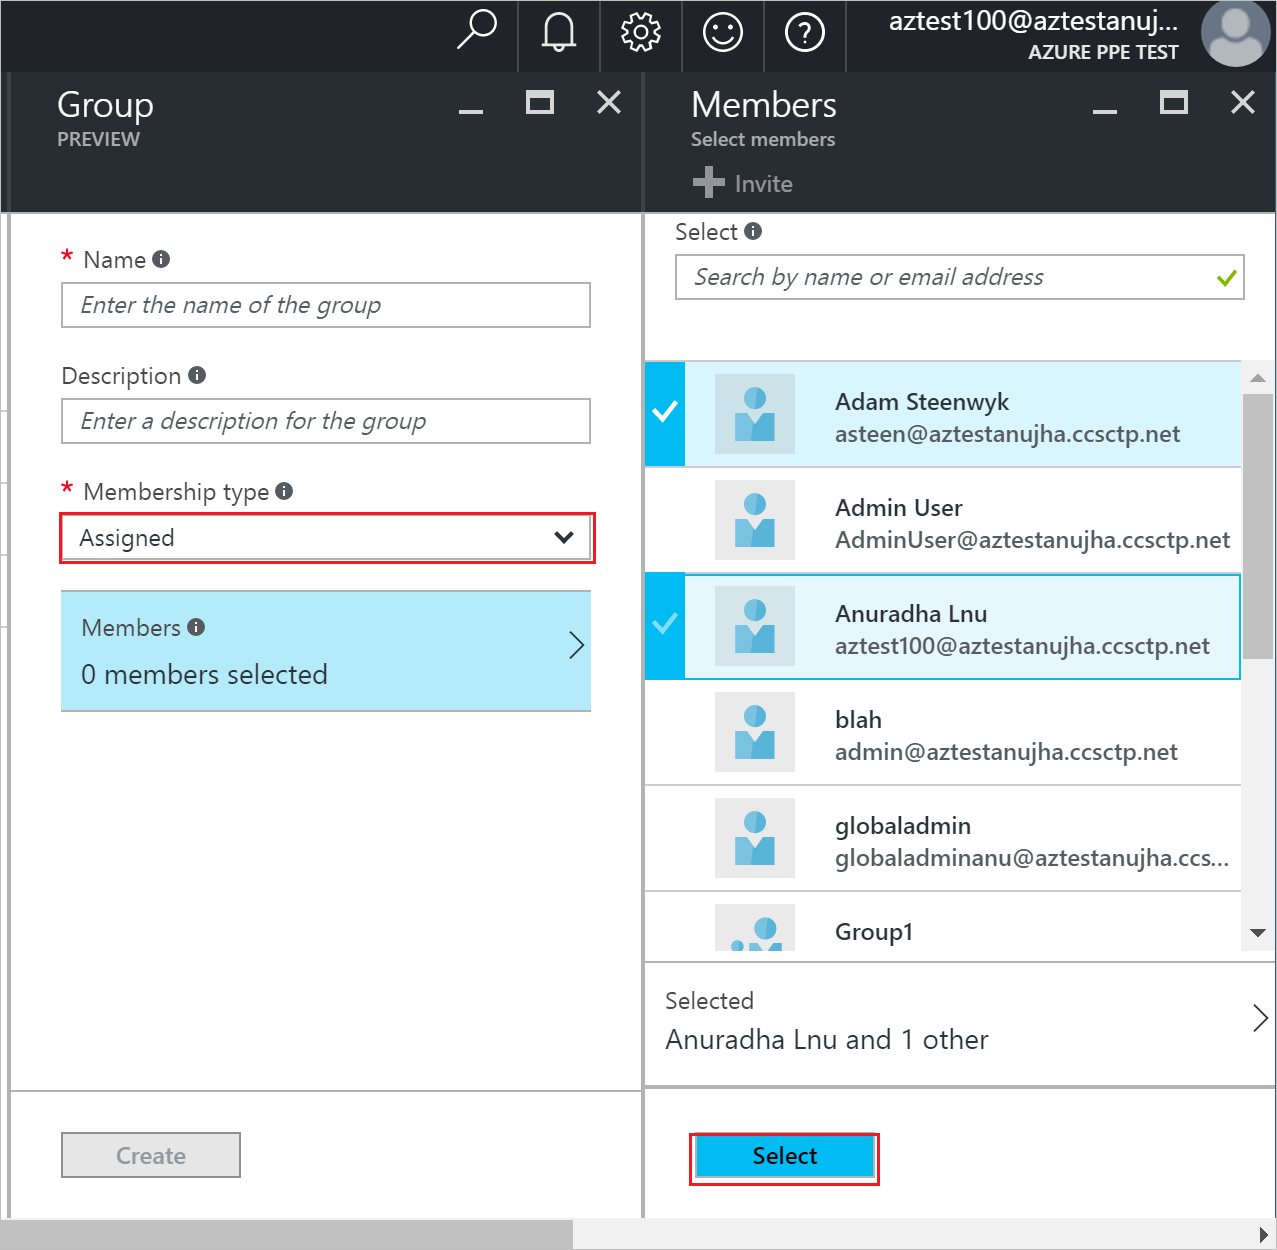 aztest100@aztestanuj...
AZURE PPE TEST
Group
PREVIEW
* Name
Enter the name of the group
Description
Enter a description for the group
* Membership type
Assigned
Members
0 members selected
Create
Members
Select members
Invite
Select
Search by name or email address
Adam Steenwyk
asteen@aztestanujha.ccsctp.net
Admin User
AdminUser@aztestanujha.ccsctp.net
Anuradha Lnu
aztest100@aztestanujha.ccsctp.net
blah
admin@aztestanujha.ccsctp.net
globaladmin
globaladminanu@aztestanujha.ccs...
Group1
Selected
Anuradha Lnu and 1 other
Select